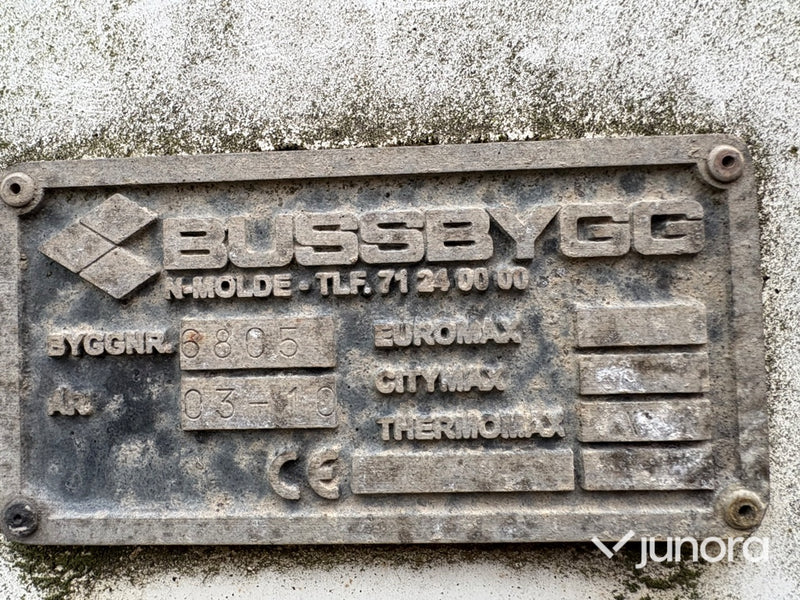 BUSSBYGG
N-MOLDE - TLF. 71 24 00 00
BYGGNR. 6805
EUROMAX
ÅR 03-10
CITYMAX
THERMOMAX
CE
junora